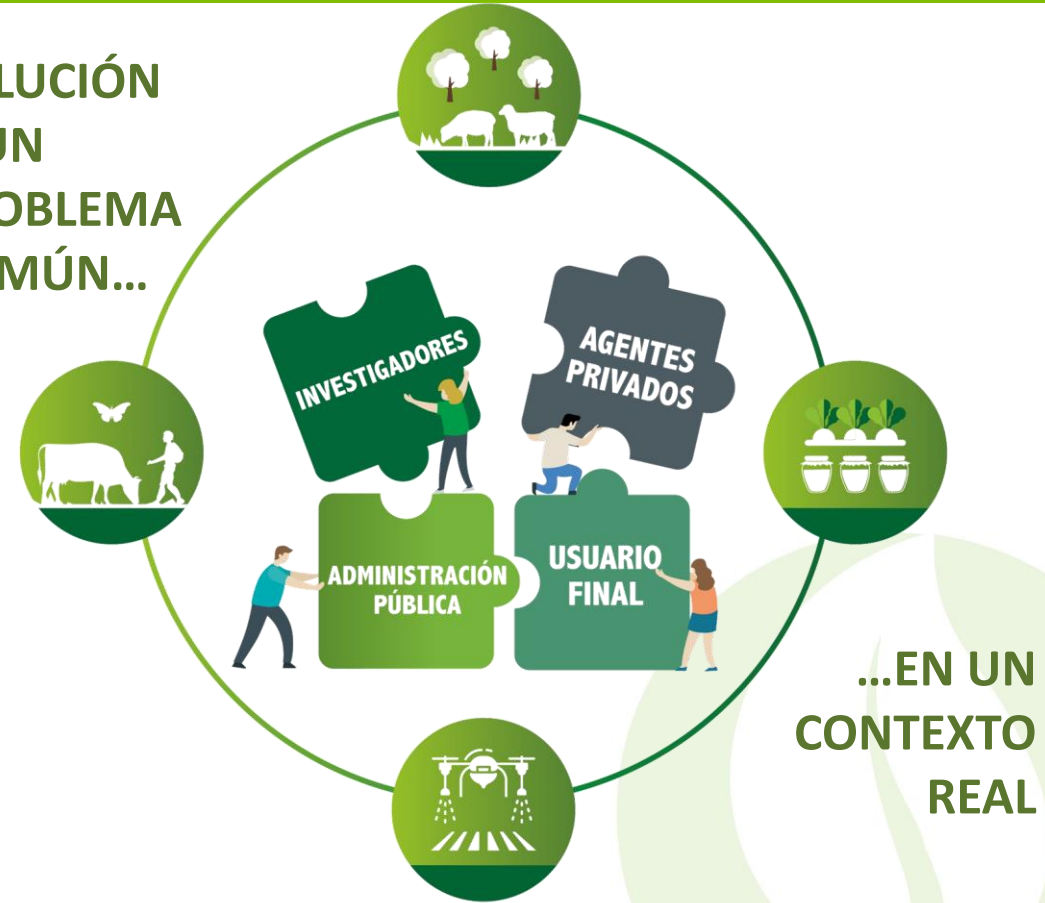 LUCIÓN
UN
OBLEMA
MÚN...
INVESTIGADORES
AGENTES
PRIVADOS
ADMINISTRACIÓN
PÚBLICA
USUARIO
FINAL
...EN UN
CONTEXTO
REAL